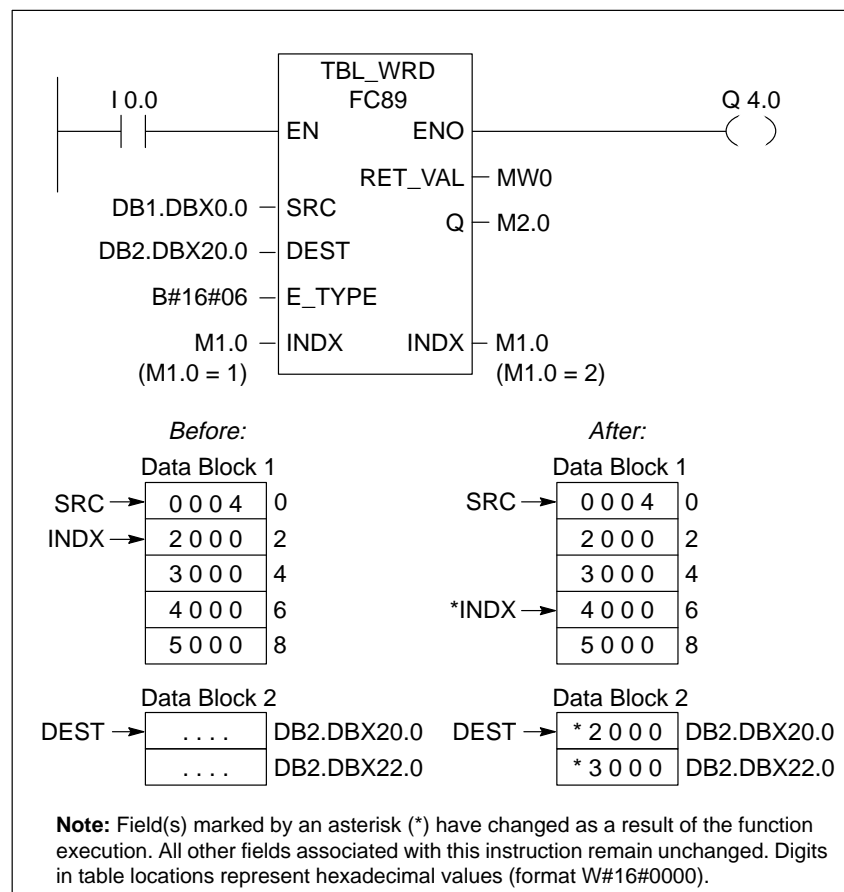 TBL_WRD
FC89
I 0.0
Q 4.0
EN ENO
RET_VAL MW0
DB1.DBX0.0 SRC
Q M2.0
DB2.DBX20.0 DEST
B#16#06 E_TYPE
M1.0 INDX INDX M1.0
(M1.0 = 1) (M1.0 = 2)
Before: After:
Data Block 1 Data Block 1
SRC 0 0 0 4 0 SRC 0 0 0 4 0
INDX 2 0 0 0 2 2 0 0 0 2
3 0 0 0 4 3 0 0 0 4
4 0 0 0 6 *INDX 4 0 0 0 6
5 0 0 0 8 5 0 0 0 8
Data Block 2 Data Block 2
DEST . . . . DB2.DBX20.0 DEST * 2 0 0 0 DB2.DBX20.0
. . . . DB2.DBX22.0 * 3 0 0 0 DB2.DBX22.0
Note: Field(s) marked by an asterisk (*) have changed as a result of the function
execution. All other fields associated with this instruction remain unchanged. Digits
in table locations represent hexadecimal values (format W#16#0000).